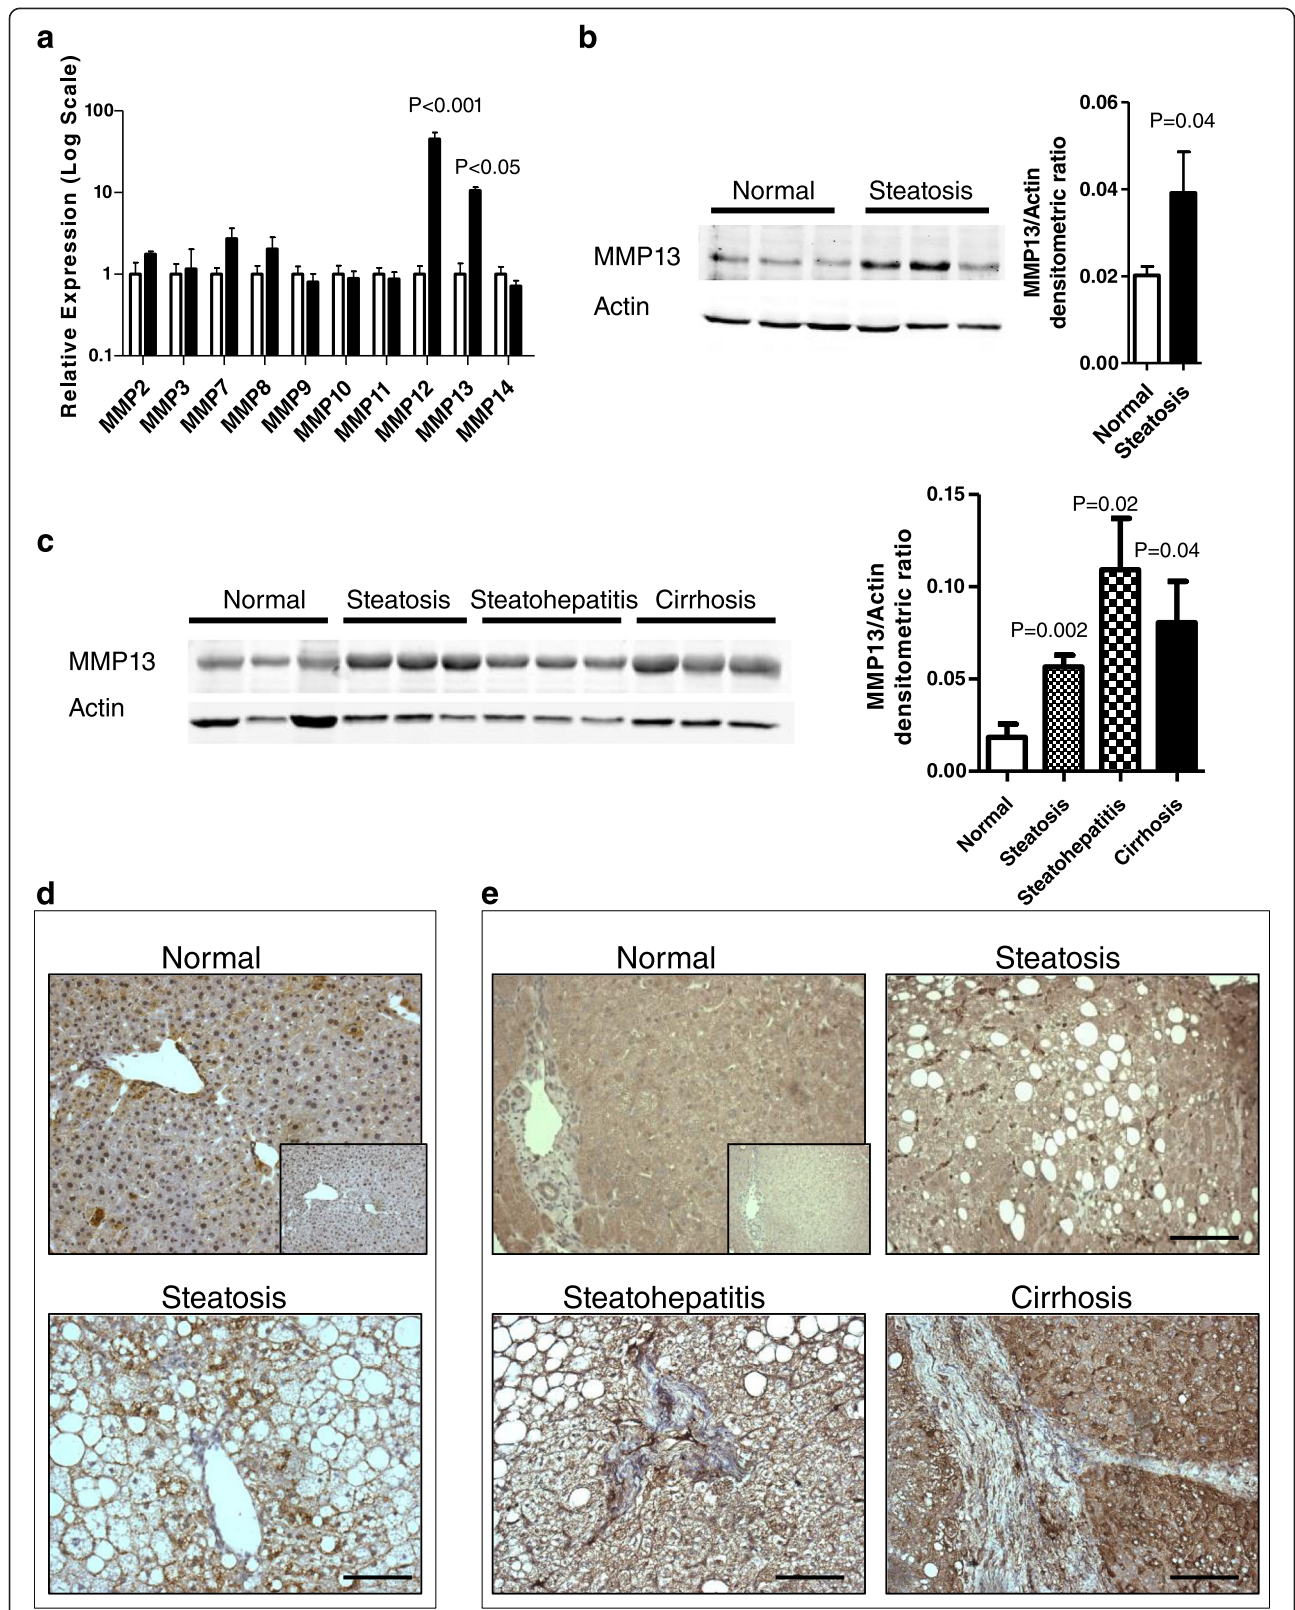 a
Relative Expression (Log Scale)
100
10
1
0.1
P<0.001
P<0.05
MMP2
MMP3
MMP7
MMP8
MMP9
MMP10
MMP11
MMP12
MMP13
MMP14
b
Normal
Steatosis
MMP13
Actin
MMP13/Actin
densitometric ratio
0.06
0.04
0.02
0.00
P=0.04
Normal
Steatosis
c
Normal
Steatosis
Steatohepatitis
Cirrhosis
MMP13
Actin
MMP13/Actin
densitometric ratio
0.15
0.10
0.05
0.00
P=0.002
P=0.02
P=0.04
Normal
Steatosis
Steatohepatitis
Cirrhosis
d
Normal
Steatosis
e
Normal
Steatosis
Steatohepatitis
Cirrhosis